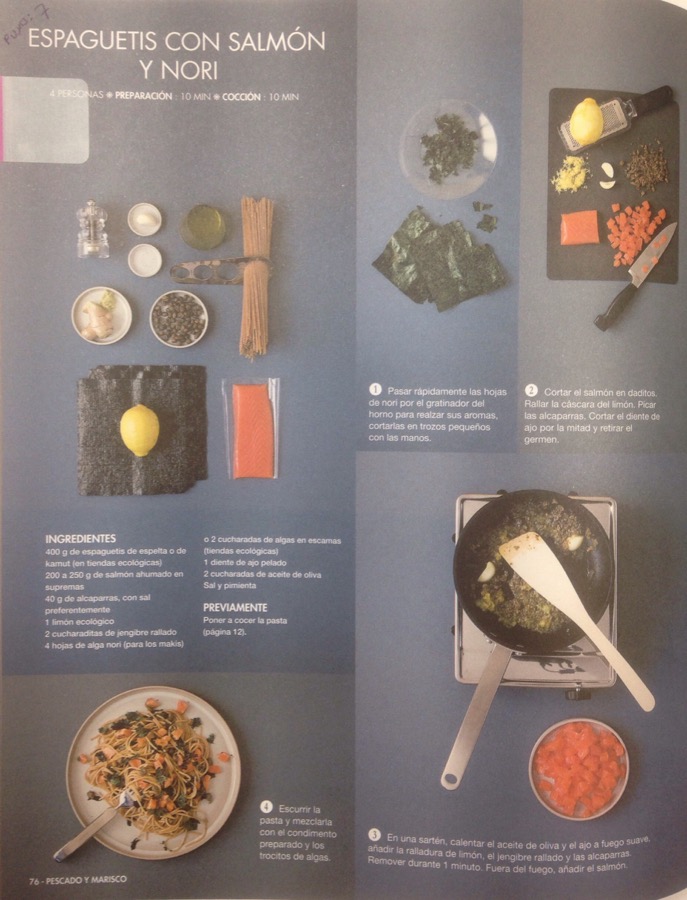 ESPAGUETIS CON SALMÓN
Y NORI
4 PERSONAS ❋ PREPARACIÓN : 10 MIN ❋ COCCIÓN : 10 MIN
1 Pasar rápidamente las hojas
de nori por el gratinador del
horno para realzar sus aromas,
cortarlas en trozos pequeños
con las manos.
2 Cortar el salmón en daditos.
Rallar la cáscara del limón. Picar
las alcaparras. Cortar el diente de
ajo por la mitad y retirar el
germen.
INGREDIENTES
400 g de espaguetis de espelta o de
kamut (en tiendas ecológicas)
200 a 250 g de salmón ahumado en
supremas
40 g de alcaparras, con sal
preferentemente
1 limón ecológico
2 cucharaditas de jengibre rallado
4 hojas de alga nori (para los makis)
o 2 cucharadas de algas en escamas
(tiendas ecológicas)
1 diente de ajo pelado
2 cucharadas de aceite de oliva
Sal y pimienta
PREVIAMENTE
Poner a cocer la pasta
(página 12).
3 En una sartén, calentar el aceite de oliva y el ajo a fuego suave,
añadir la ralladura de limón, el jengibre rallado y las alcaparras.
Remover durante 1 minuto. Fuera del fuego, añadir el salmón.
4 Escurrir la
pasta y mezclarla
con el condimento
preparado y los
trocitos de algas.
76 - PESCADO Y MARISCO